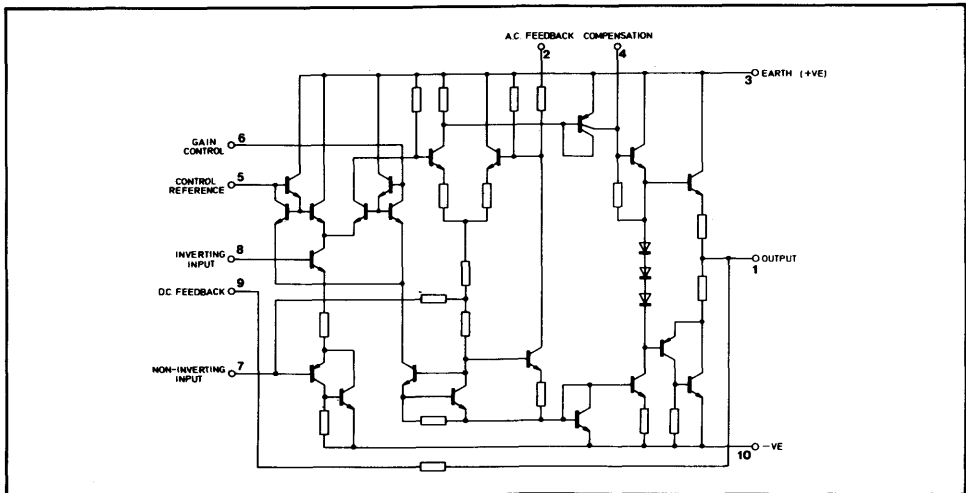 A.C. FEEDBACK COMPENSATION
2 4
3 EARTH (+VE)
6
GAIN
CONTROL
5
CONTROL
REFERENCE
8
INVERTING
INPUT
1 OUTPUT
9
D.C. FEEDBACK
7
NON-INVERTING
INPUT
10 -VE